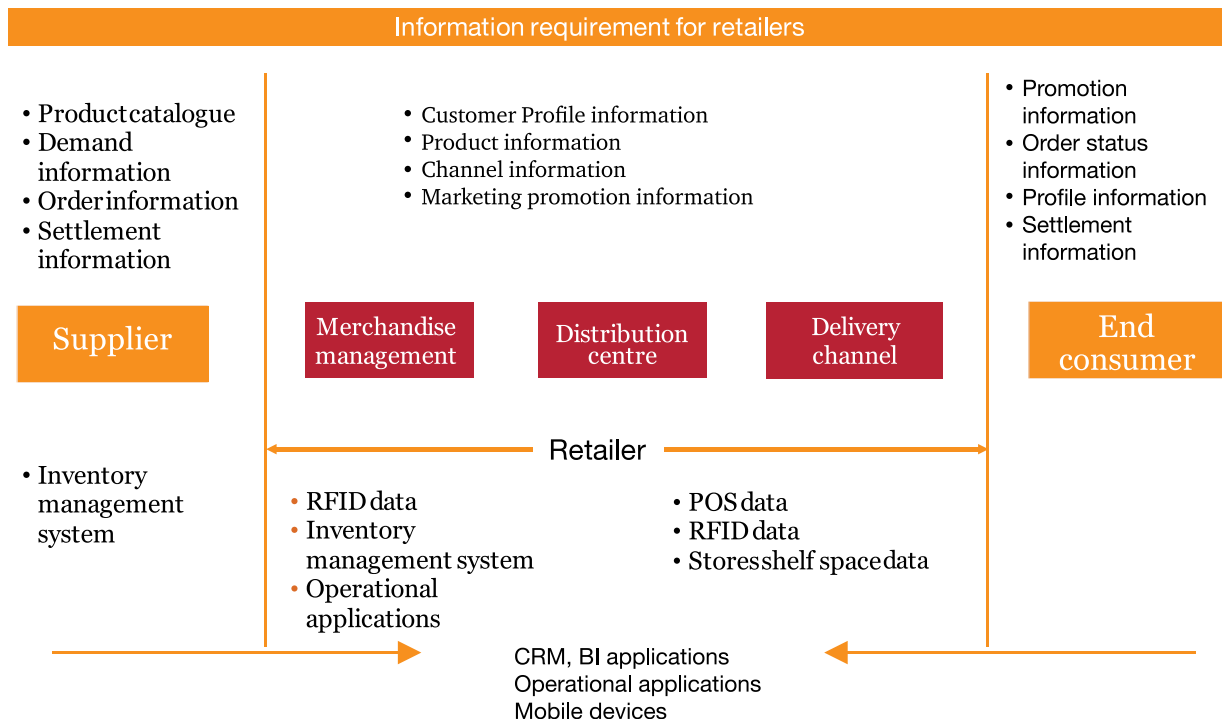 Information requirement for retailers
• Product catalogue
• Demand
information
• Order information
• Settlement
information
• Customer Profile information
• Product information
• Channel information
• Marketing promotion information
• Promotion
information
• Order status
information
• Profile information
• Settlement
information
Supplier
Merchandise
management
Distribution
centre
Delivery
channel
End
consumer
Retailer
• Inventory
management
system
• RFID data
• Inventory
management system
• Operational
applications
• POS data
• RFID data
• Stores shelf space data
CRM, BI applications
Operational applications
Mobile devices